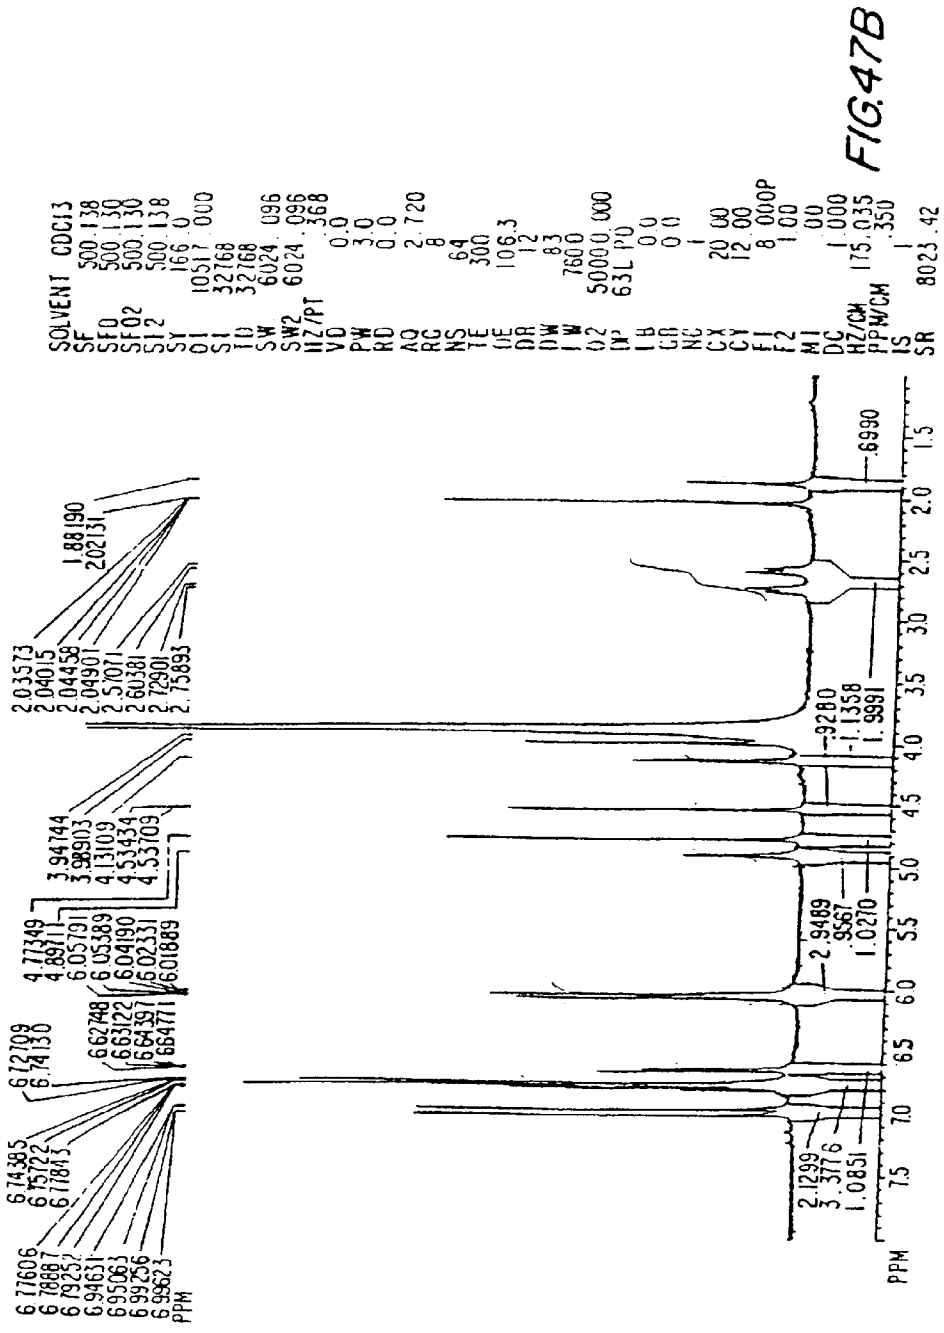 SOLVENT CDCl3
SF 500.138
SFO 500.130
SFO2 500.130
SI2 500.138
SY 166.0
O1 10517.000
SI 32768
TD 32768
SW 6024.096
SW2 6024.096
HZ/PT .368
VD 0.0
PW 3.0
RD 0.0
AQ 2.720
RG 8
NS 64
TE 300
DE 106.3
DR 12
DW 83
FW 7600
O2 50000.000
DP 63L PO
LB 0.0
GB 0.0
NC 1
CX 20.00
CY 12.00
F1 8.000P
F2 1.00
MI .00
DC 1.000
HZ/CM 175.035
PPM/CM .350
IS 1
SR 8023.42
FIG.47B
1.88190
2.02131
2.03573
2.04015
2.04458
2.04901
2.57071
2.60381
2.72901
2.75893
3.94744
3.98903
4.13109
4.53434
4.53709
4.77349
4.89711
6.05791
6.05389
6.04190
6.02331
6.01889
6.62748
6.63122
6.64397
6.64771
6.72709
6.74130
6.74385
6.75722
6.77843
6.77606
6.78887
6.79252
6.94631
6.95063
6.99256
6.99623
PPM
.6990
1.9991
1.1358
.9280
1.0270
.9567
2.9489
1.0851
3.3776
2.1299
1.5
2.0
2.5
3.0
3.5
4.0
4.5
5.0
5.5
6.0
6.5
7.0
7.5
PPM